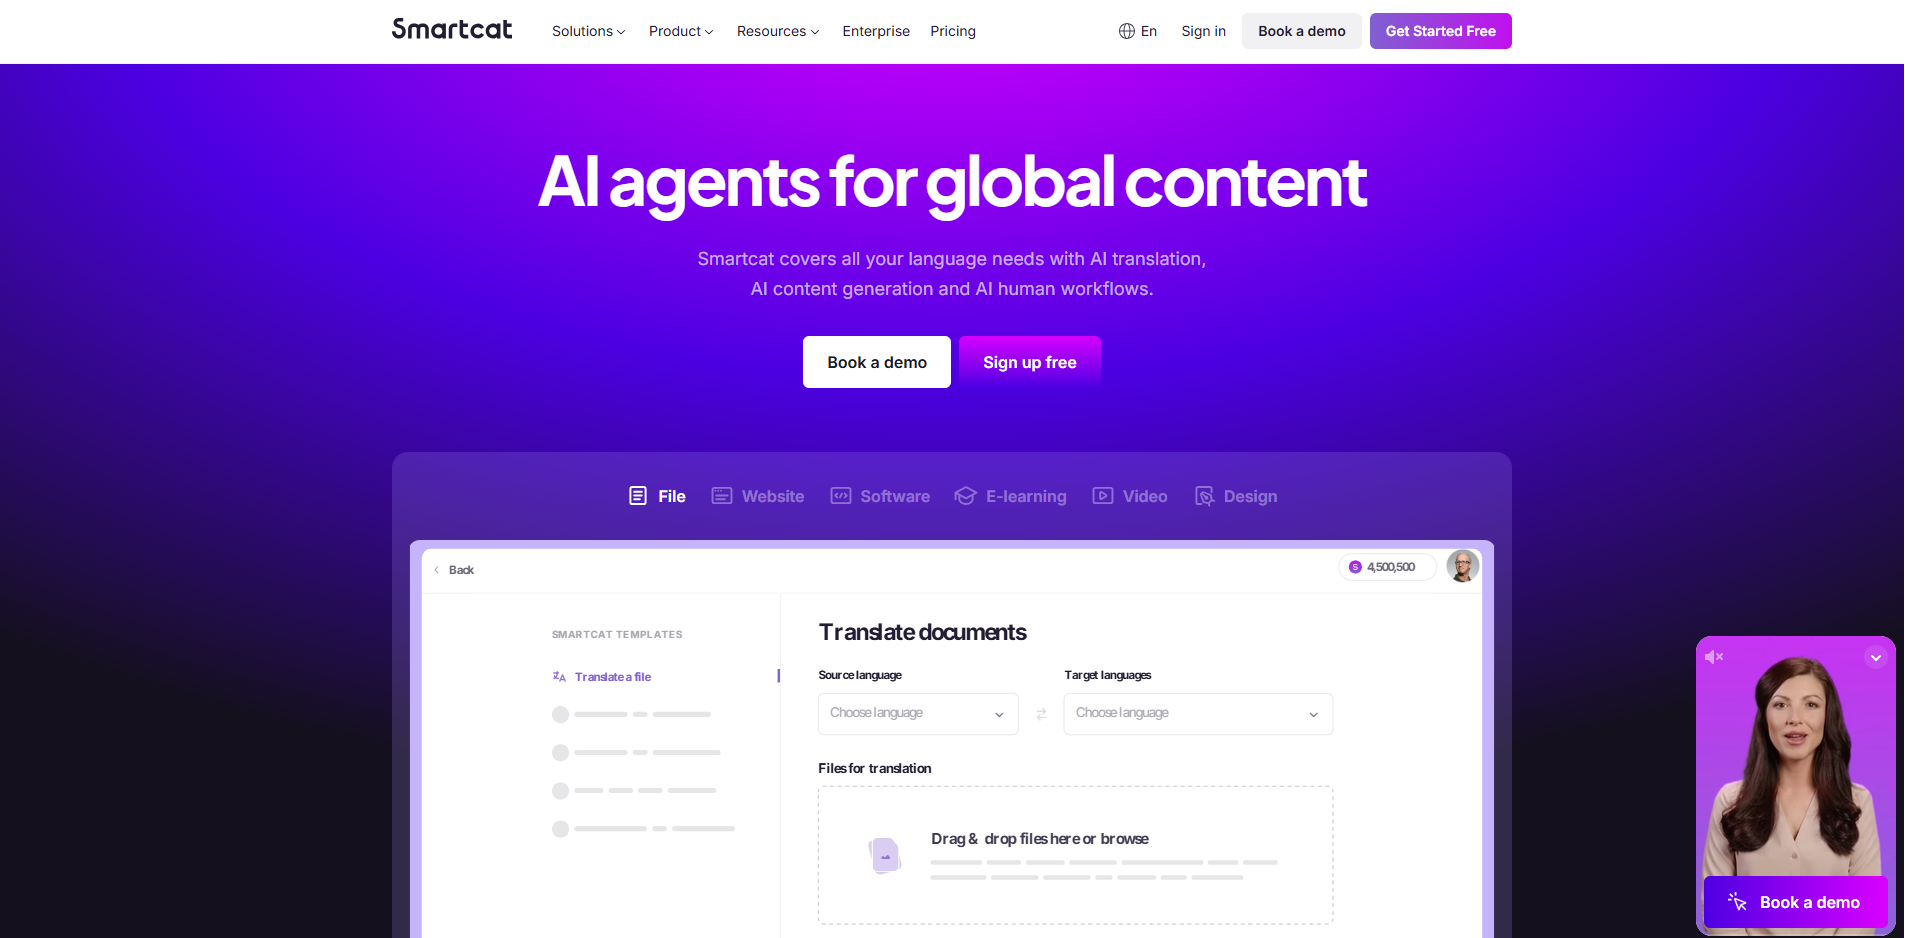 Smartcat
Solutions
Product
Resources
Enterprise
Pricing
En
Sign in
Book a demo
Get Started Free
AI agents for global content
Smartcat covers all your language needs with AI translation,
AI content generation and AI human workflows.
Book a demo
Sign up free
File
Website
Software
E-learning
Video
Design
Back
S
4,500,500
SMARTCAT TEMPLATES
Translate a file
Translate documents
Source language
Target languages
Choose language
Choose language
Files for translation
Drag & drop files here or browse
Book a demo